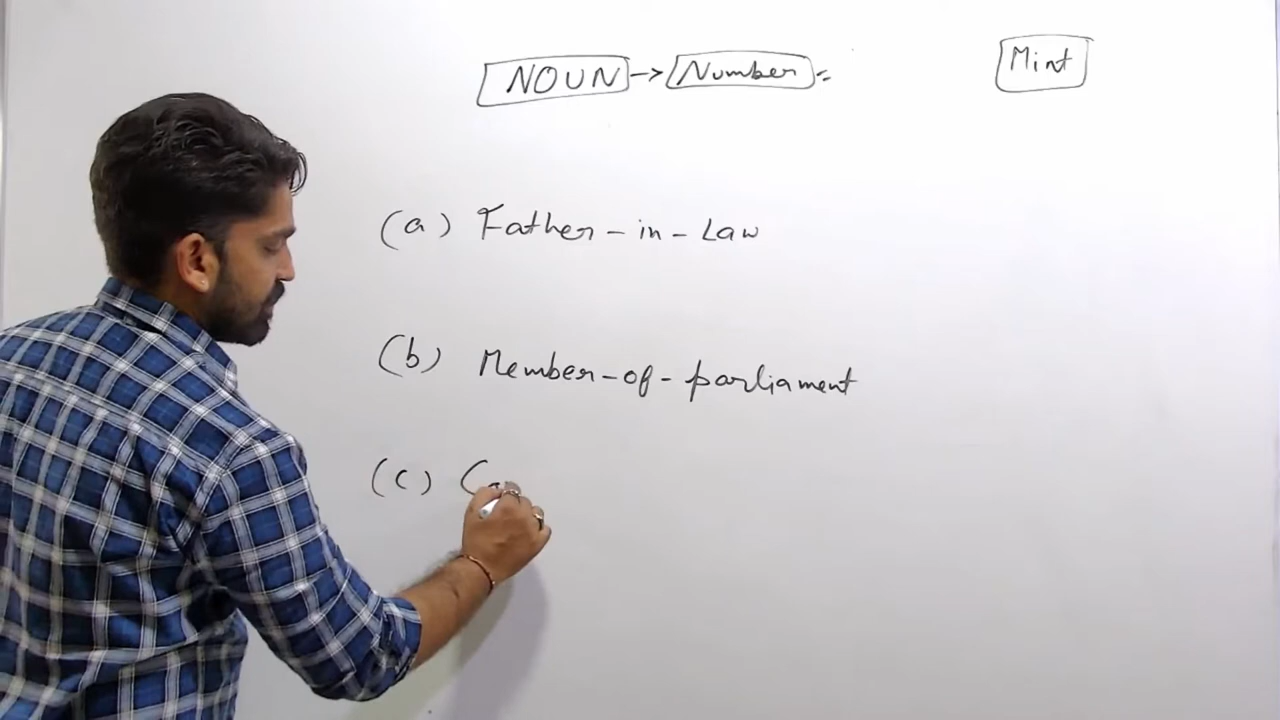 NOUN -> Number =
Mint
(a) Father-in-Law
(b) Member-of-parliament
(c)